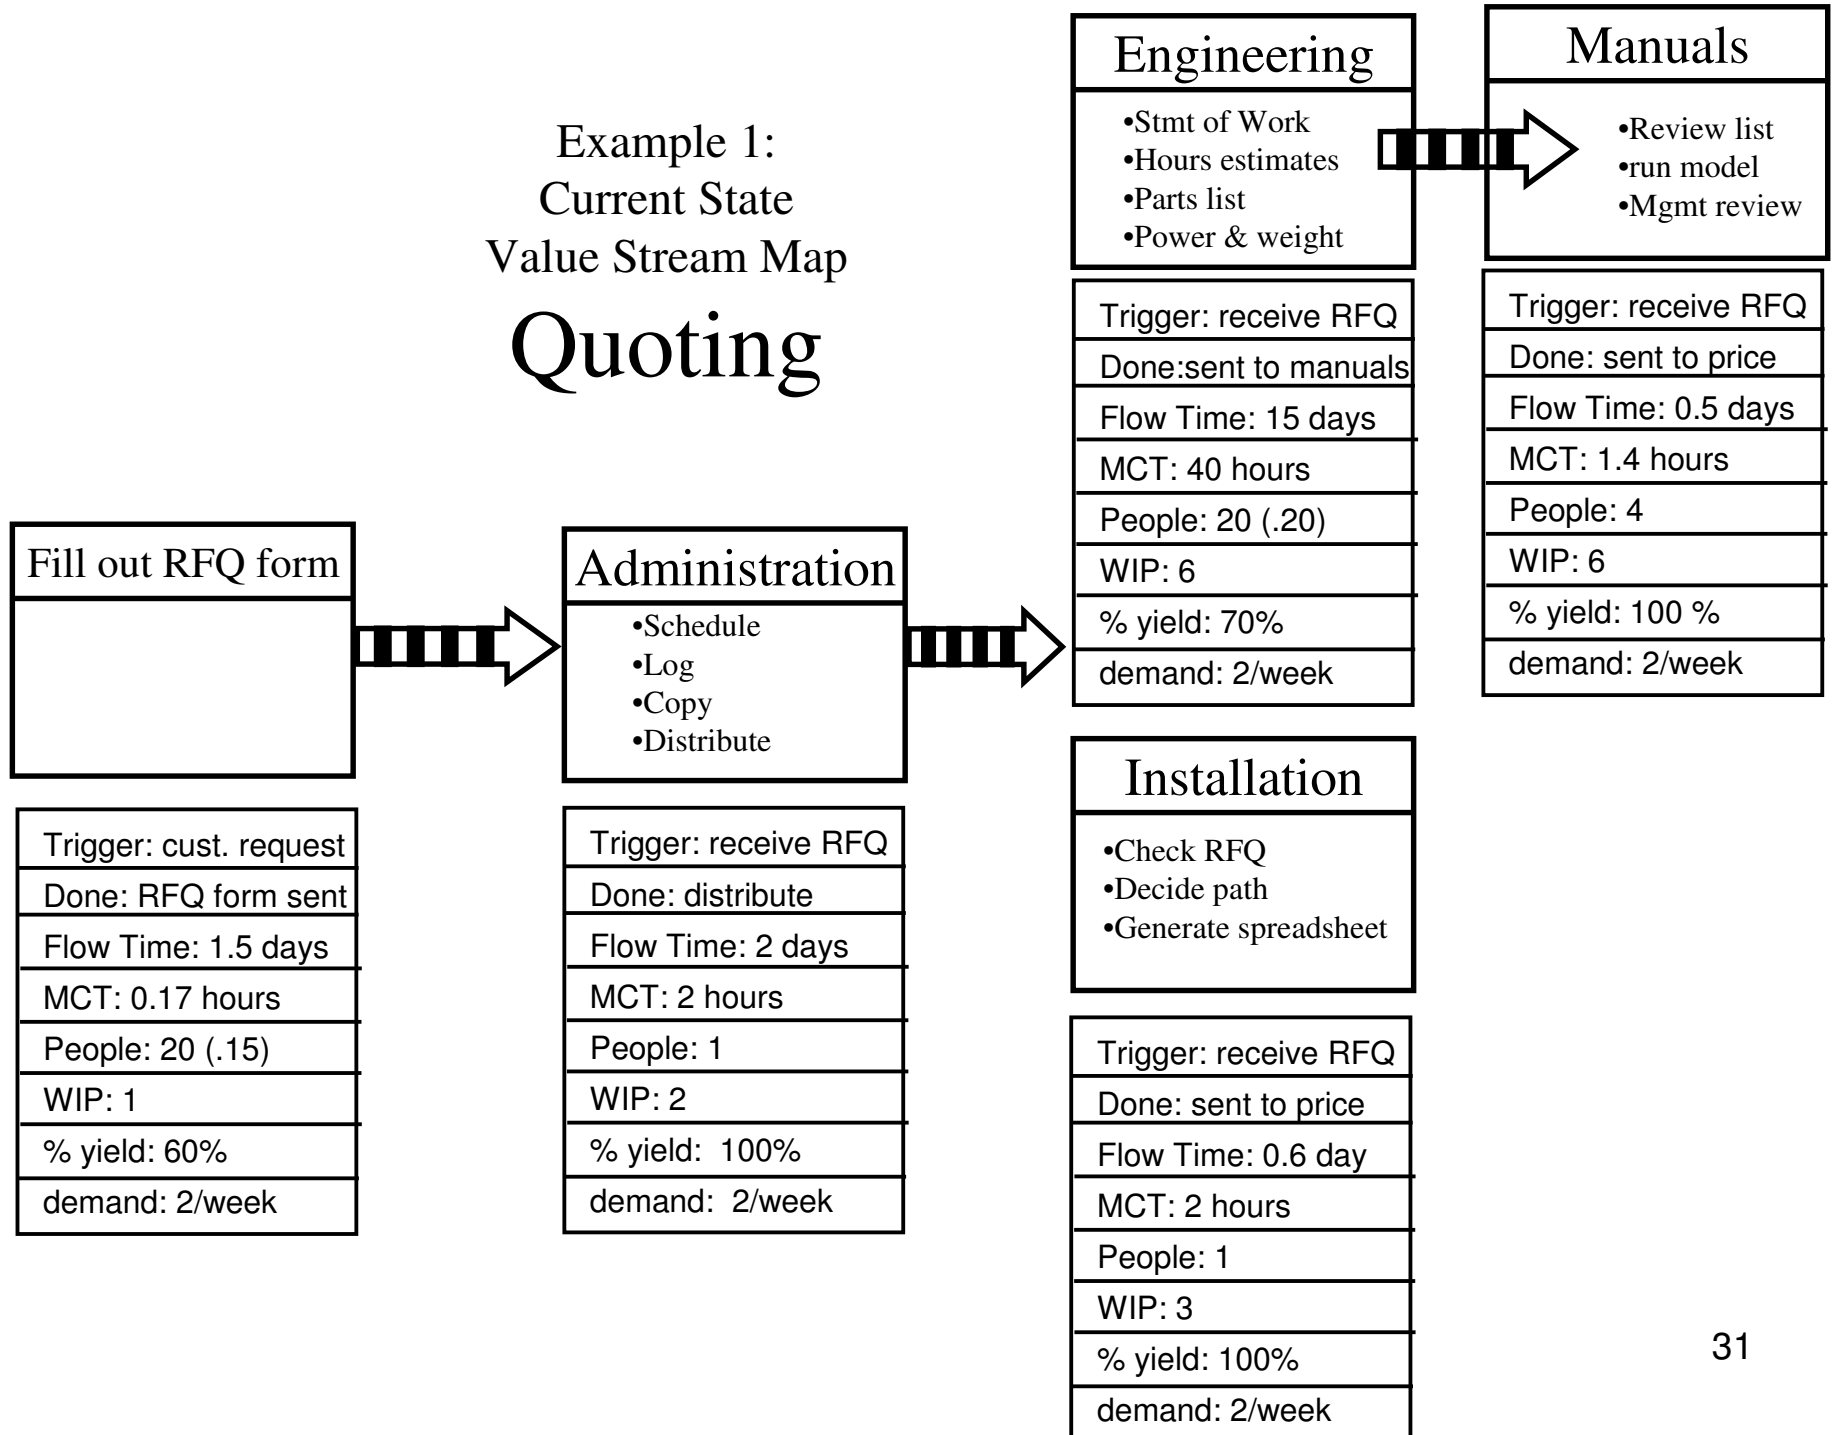 Example 1:
Current State
Value Stream Map
Quoting
Fill out RFQ form
Trigger: cust. request
Done: RFQ form sent
Flow Time: 1.5 days
MCT: 0.17 hours
People: 20 (.15)
WIP: 1
% yield: 60%
demand: 2/week
Administration
•Schedule
•Log
•Copy
•Distribute
Trigger: receive RFQ
Done: distribute
Flow Time: 2 days
MCT: 2 hours
People: 1
WIP: 2
% yield: 100%
demand: 2/week
Engineering
•Stmt of Work
•Hours estimates
•Parts list
•Power & weight
Trigger: receive RFQ
Done:sent to manuals
Flow Time: 15 days
MCT: 40 hours
People: 20 (.20)
WIP: 6
% yield: 70%
demand: 2/week
Manuals
•Review list
•run model
•Mgmt review
Trigger: receive RFQ
Done: sent to price
Flow Time: 0.5 days
MCT: 1.4 hours
People: 4
WIP: 6
% yield: 100 %
demand: 2/week
Installation
•Check RFQ
•Decide path
•Generate spreadsheet
Trigger: receive RFQ
Done: sent to price
Flow Time: 0.6 day
MCT: 2 hours
People: 1
WIP: 3
% yield: 100%
demand: 2/week
31